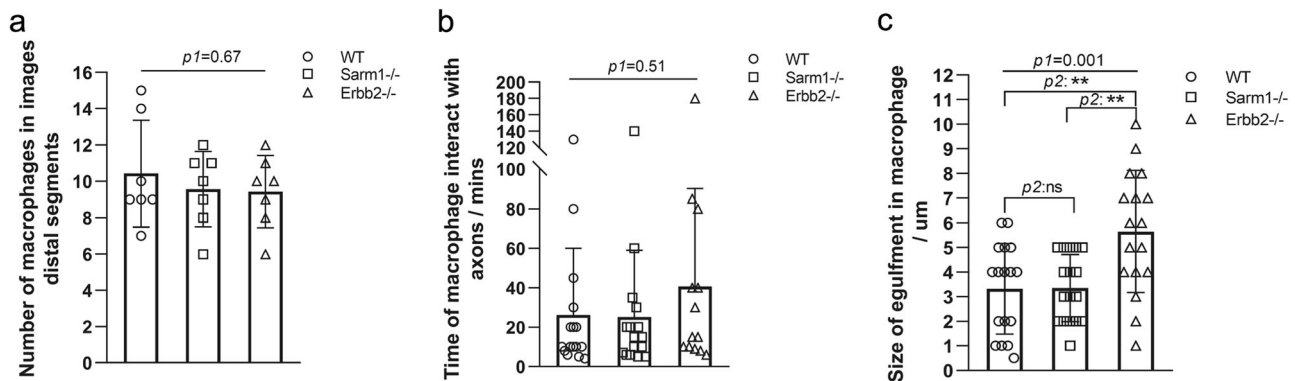 a
Number of macrophages in images
distal segments
p1=0.67
16
14
12
10
8
6
4
2
0
WT
Sarm1-/-
Erbb2-/-
b
Time of macrophage interact with
axons / mins
p1=0.51
200
180
160
140
120
100
80
60
40
20
0
WT
Sarm1-/-
Erbb2-/-
c
Size of egulfment in macrophage
/ um
p1=0.001
p2: **
p2: **
p2:ns
12
11
10
9
8
7
6
5
4
3
2
1
0
WT
Sarm1-/-
Erbb2-/-